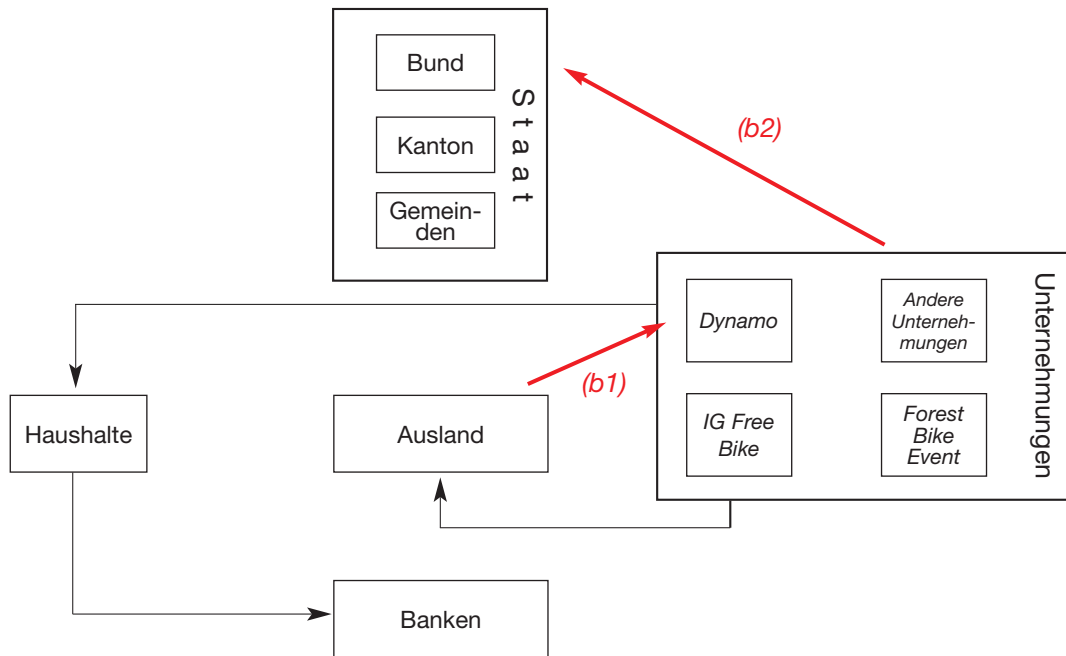 Bund
Kanton
Gemein-
den
Staat
(b2)
Dynamo
Andere
Unterneh-
mungen
IG Free
Bike
Forest
Bike
Event
Unternehmungen
(b1)
Haushalte
Ausland
Banken